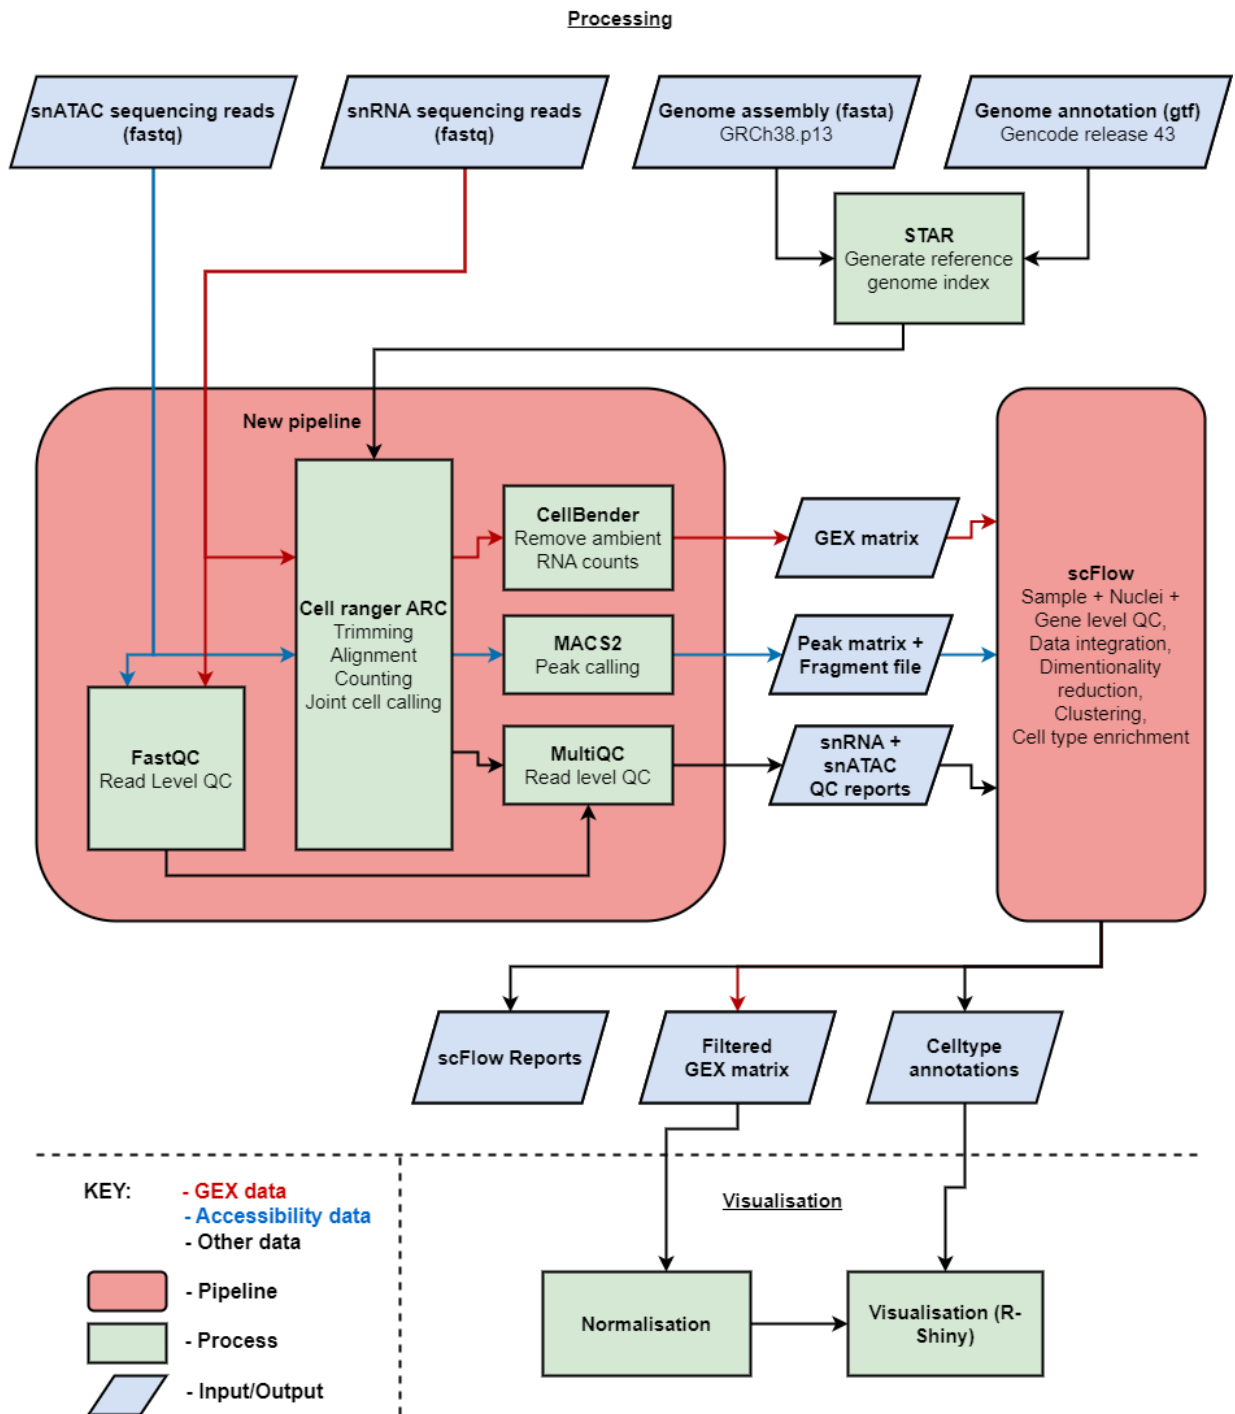 Processing
snATAC sequencing reads
(fastq)
snRNA sequencing reads
(fastq)
Genome assembly (fasta)
GRCh38.p13
Genome annotation (gtf)
Gencode release 43
STAR
Generate reference
genome index
New pipeline
Cell ranger ARC
Trimming
Alignment
Counting
Joint cell calling
FastQC
Read Level QC
CellBender
Remove ambient
RNA counts
MACS2
Peak calling
MultiQC
Read level QC
GEX matrix
Peak matrix +
Fragment file
snRNA +
snATAC
QC reports
scFlow
Sample + Nuclei +
Gene level QC,
Data integration,
Dimentionality
reduction,
Clustering,
Cell type enrichment
scFlow Reports
Filtered
GEX matrix
Celltype
annotations
KEY:
- GEX data
- Accessibility data
- Other data
- Pipeline
- Process
- Input/Output
Visualisation
Normalisation
Visualisation (R-
Shiny)